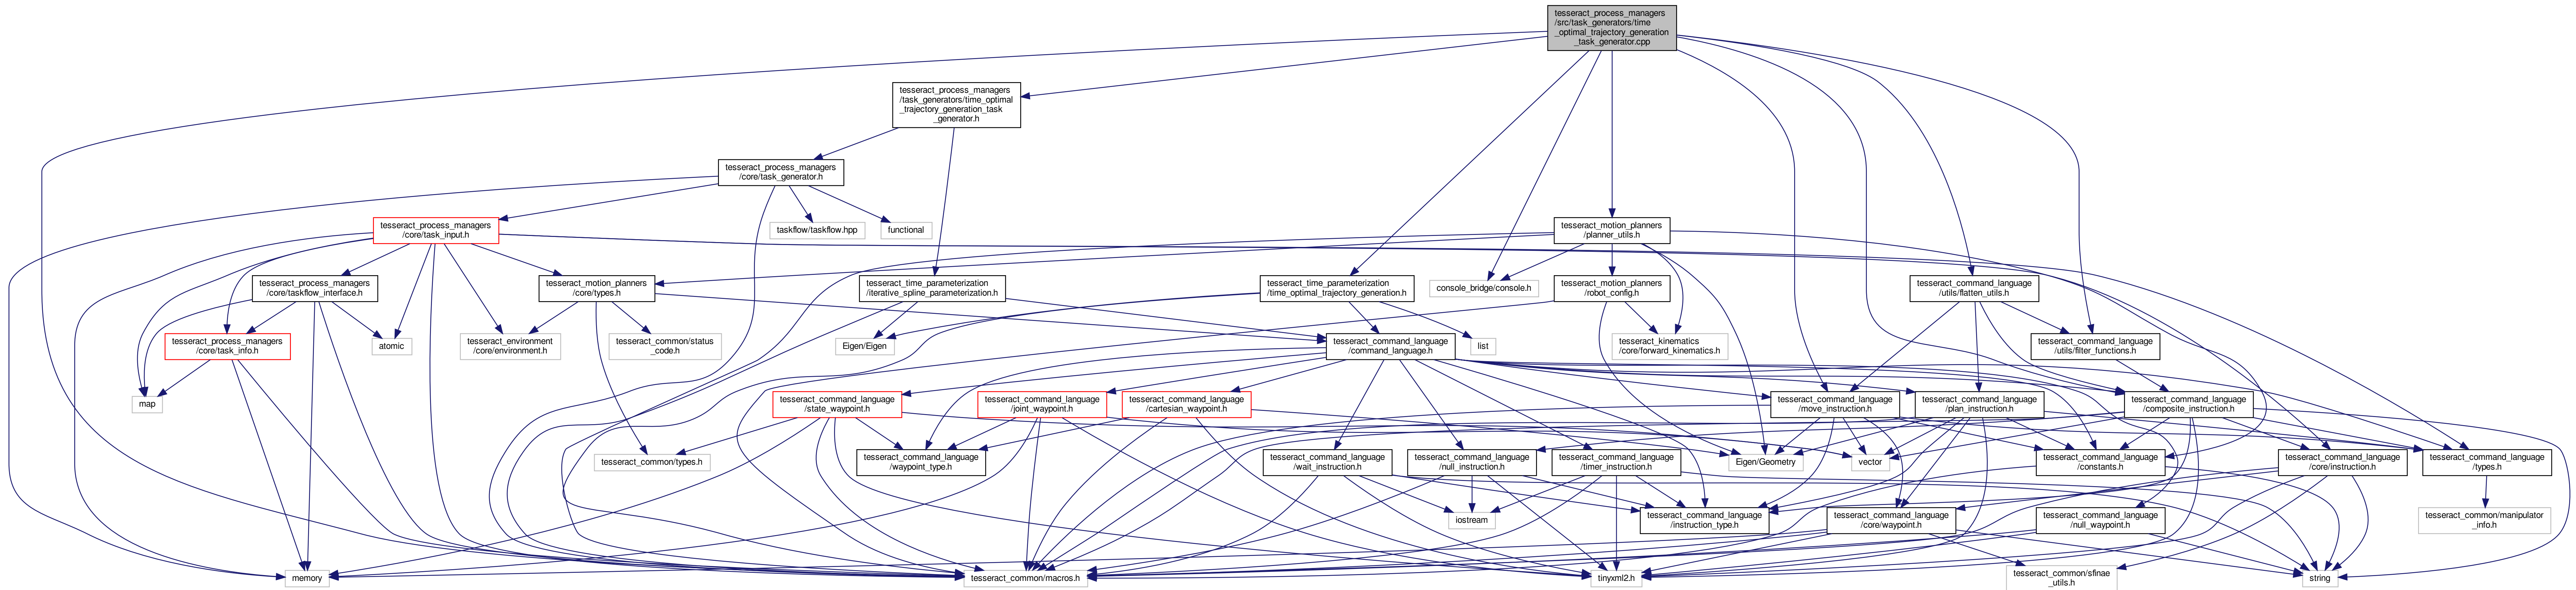 tesseract_process_managers
/src/task_generators/time
_optimal_trajectory_generation
_task_generator.cpp
tesseract_process_managers
/task_generators/time_optimal
_trajectory_generation_task
_generator.h
tesseract_process_managers
/core/task_generator.h
tesseract_process_managers
/core/task_input.h
taskflow/taskflow.hpp
functional
tesseract_motion_planners
/planner_utils.h
tesseract_process_managers
/core/taskflow_interface.h
tesseract_motion_planners
/core/types.h
tesseract_time_parameterization
/iterative_spline_parameterization.h
tesseract_time_parameterization
/time_optimal_trajectory_generation.h
console_bridge/console.h
tesseract_motion_planners
/robot_config.h
tesseract_command_language
/utils/flatten_utils.h
tesseract_process_managers
/core/task_info.h
atomic
tesseract_environment
/core/environment.h
tesseract_common/status
_code.h
Eigen/Eigen
tesseract_command_language
/command_language.h
list
tesseract_kinematics
/core/forward_kinematics.h
tesseract_command_language
/utils/filter_functions.h
map
tesseract_command_language
/state_waypoint.h
tesseract_command_language
/joint_waypoint.h
tesseract_command_language
/cartesian_waypoint.h
tesseract_command_language
/move_instruction.h
tesseract_command_language
/plan_instruction.h
tesseract_command_language
/composite_instruction.h
tesseract_common/types.h
tesseract_command_language
/waypoint_type.h
tesseract_command_language
/wait_instruction.h
tesseract_command_language
/null_instruction.h
tesseract_command_language
/timer_instruction.h
Eigen/Geometry
vector
tesseract_command_language
/constants.h
tesseract_command_language
/core/instruction.h
tesseract_command_language
/types.h
iostream
tesseract_command_language
/instruction_type.h
tesseract_command_language
/core/waypoint.h
tesseract_command_language
/null_waypoint.h
tesseract_common/manipulator
_info.h
memory
tesseract_common/macros.h
tinyxml2.h
tesseract_common/sfinae
_utils.h
string